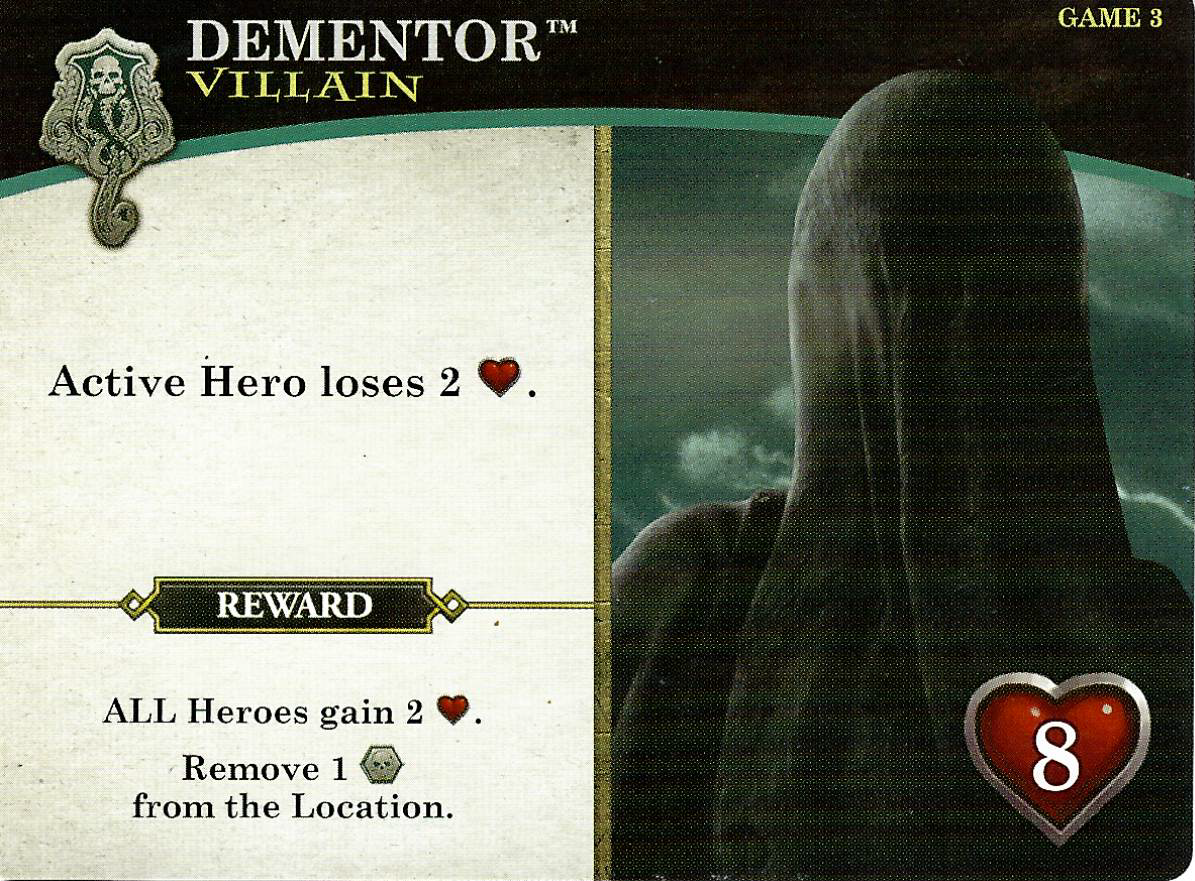 DEMENTOR™
VILLAIN
GAME 3
Active Hero loses 2 .
REWARD
ALL Heroes gain 2 .
Remove 1
from the Location.
8